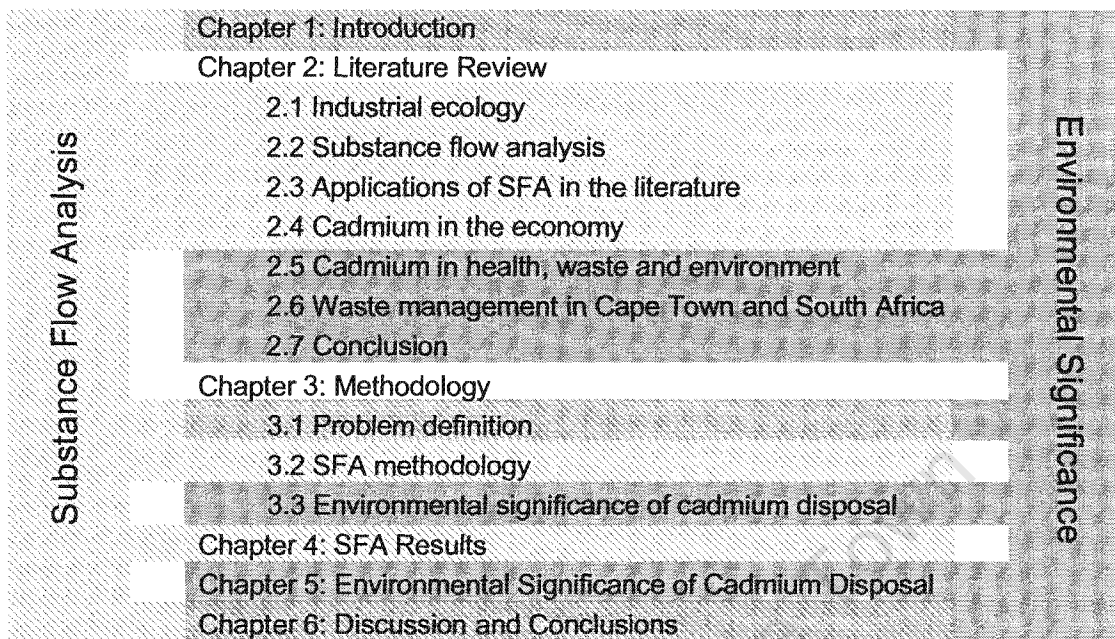 Substance Flow Analysis
Chapter 1: Introduction
Chapter 2: Literature Review
2.1 Industrial ecology
2.2 Substance flow analysis
2.3 Applications of SFA in the literature
2.4 Cadmium in the economy
2.5 Cadmium in health, waste and environment
2.6 Waste management in Cape Town and South Africa
2.7 Conclusion
Chapter 3: Methodology
3.1 Problem definition
3.2 SFA methodology
3.3 Environmental significance of cadmium disposal
Chapter 4: SFA Results
Chapter 5: Environmental Significance of Cadmium Disposal
Chapter 6: Discussion and Conclusions
Environmental Significance